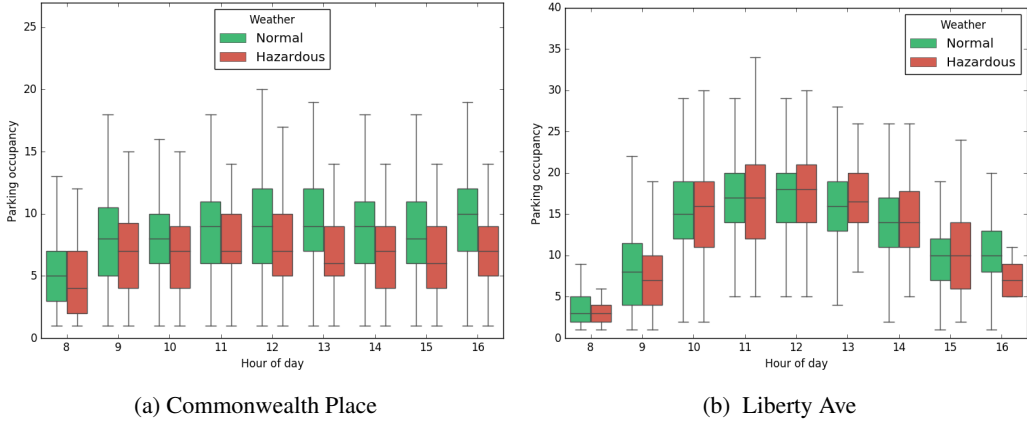 Weather
Normal
Hazardous
Parking occupancy
25
20
15
10
5
0
8 9 10 11 12 13 14 15 16
Hour of day
(a) Commonwealth Place
Weather
Normal
Hazardous
Parking occupancy
40
35
30
25
20
15
10
5
0
8 9 10 11 12 13 14 15 16
Hour of day
(b) Liberty Ave